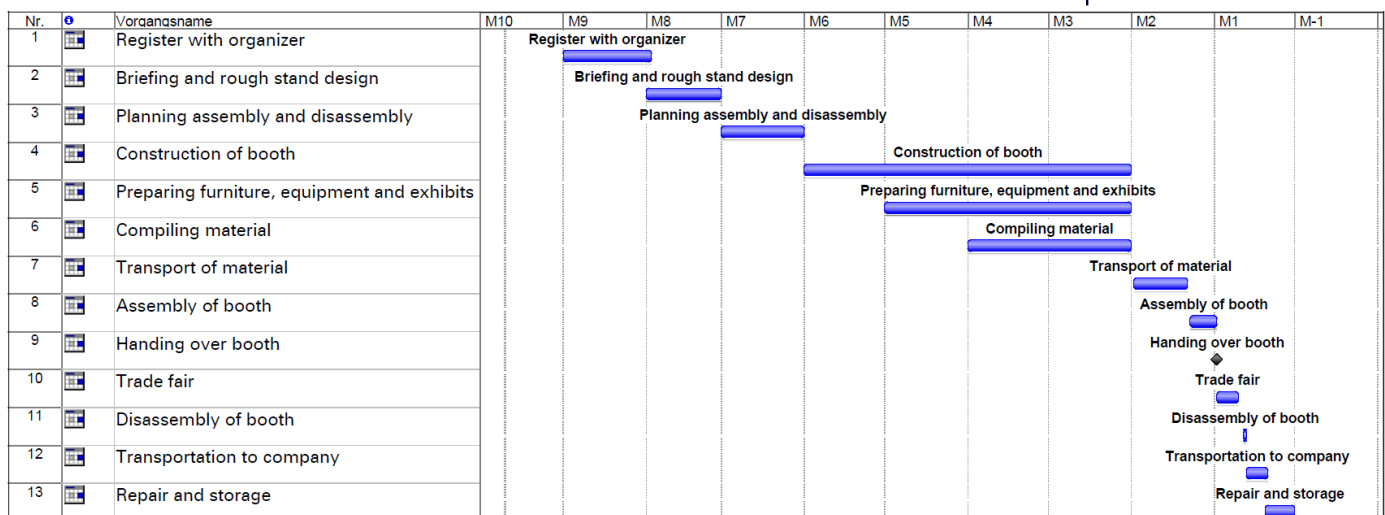 Nr. Vorgangsname M10 M9 M8 M7 M6 M5 M4 M3 M2 M1 M-1
1 Register with organizer Register with organizer
2 Briefing and rough stand design Briefing and rough stand design
3 Planning assembly and disassembly Planning assembly and disassembly
4 Construction of booth Construction of booth
5 Preparing furniture, equipment and exhibits Preparing furniture, equipment and exhibits
6 Compiling material Compiling material
7 Transport of material Transport of material
8 Assembly of booth Assembly of booth
9 Handing over booth Handing over booth
10 Trade fair Trade fair
11 Disassembly of booth Disassembly of booth
12 Transportation to company Transportation to company
13 Repair and storage Repair and storage